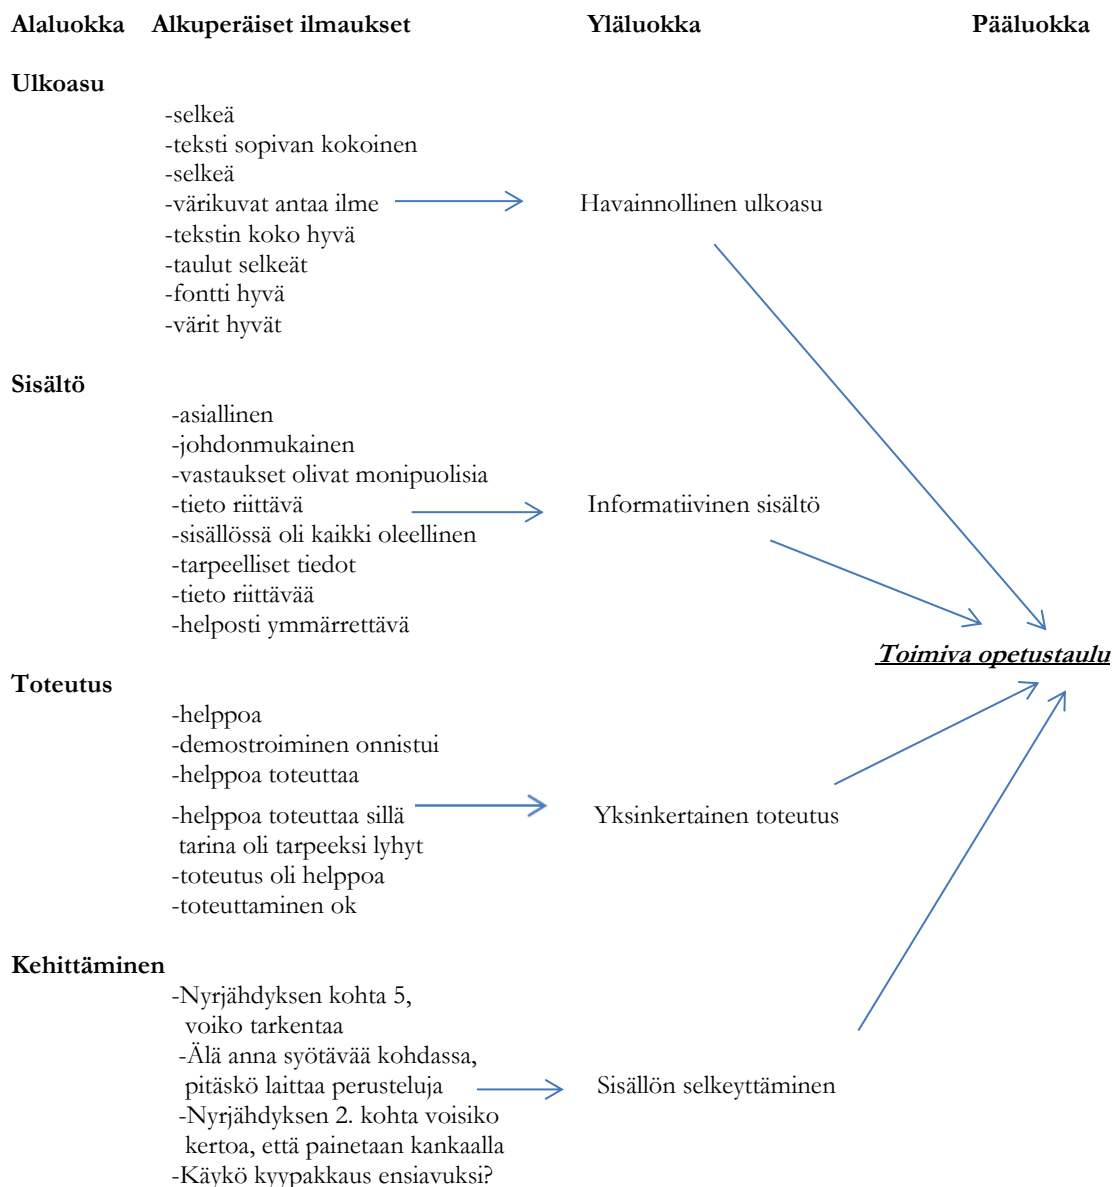 Alaluokka Alkuperäiset ilmaukset Yläluokka Pääluokka
Ulkoasu
-selkeä
-teksti sopivan kokoinen
-selkeä
-värikuvat antaa ilme Havainnollinen ulkoasu
-tekstin koko hyvä
-taulut selkeät
-fontti hyvä
-värit hyvät
Sisältö
-asiallinen
-johdonmukainen
-vastaukset olivat monipuolisia
-tieto riittävä Informatiivinen sisältö
-sisällössä oli kaikki oleellinen
-tarpeelliset tiedot
-tieto riittävää
-helposti ymmärrettävä
Toimiva opetustaulu
Toteutus
-helppoa
-demostroiminen onnistui
-helppoa toteuttaa
-helppoa toteuttaa sillä Yksinkertainen toteutus
tarina oli tarpeeksi lyhyt
-toteutus oli helppoa
-toteuttaminen ok
Kehittäminen
-Nyrjähdyksen kohta 5,
voiko tarkentaa
-Älä anna syötävää kohdassa,
pitäskö laittaa perusteluja Sisällön selkeyttäminen
-Nyrjähdyksen 2. kohta voisiko
kertoa, että painetaan kankaalla
-Käykö kyypakkaus ensiavuksi?